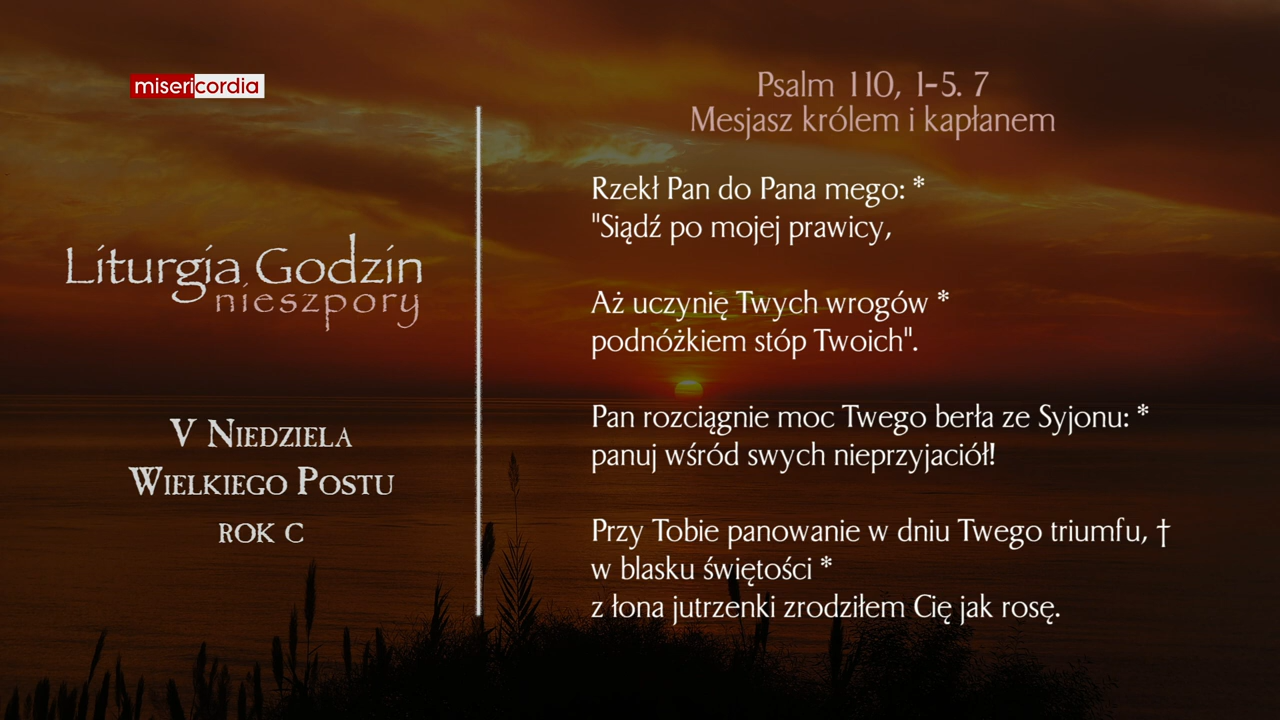 misericordia
Liturgia Godzin
nieszpory
V Niedziela
Wielkiego Postu
rok C
Psalm 110, 1-5. 7
Mesjasz królem i kapłanem
Rzekł Pan do Pana mego: *
"Siądź po mojej prawicy,
Aż uczynię Twych wrogów *
podnóżkiem stóp Twoich".
Pan rozciągnie moc Twego berła ze Syjonu: *
panuj wśród swych nieprzyjaciół!
Przy Tobie panowanie w dniu Twego triumfu, †
w blasku świętości *
z łona jutrzenki zrodziłem Cię jak rosę.